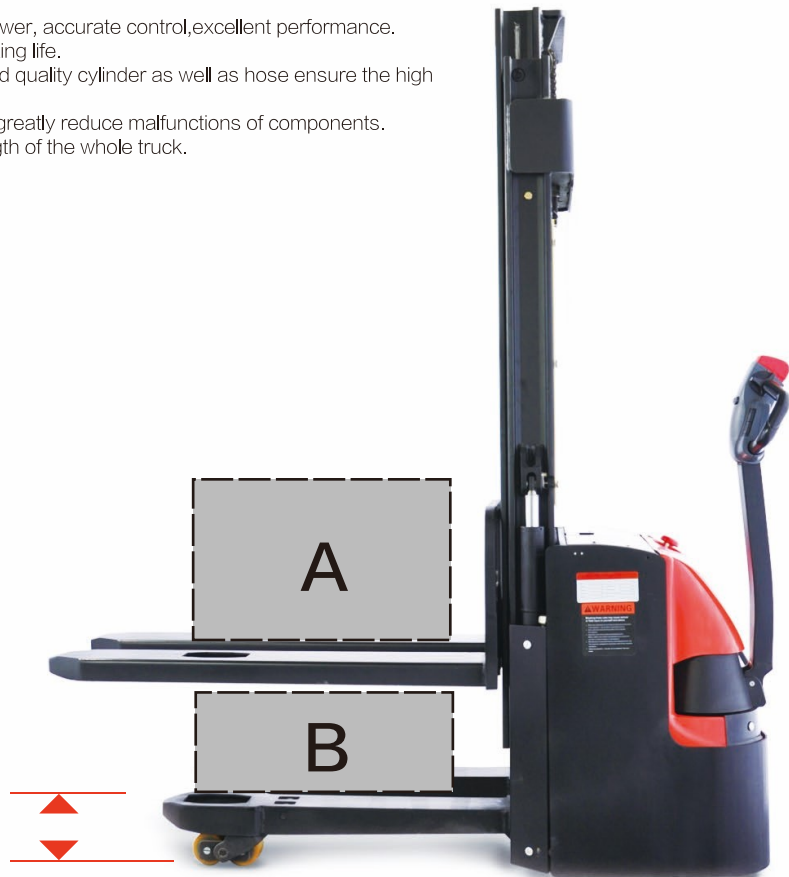 wer, accurate control,excellent performance.
ing life.
d quality cylinder as well as hose ensure the high
greatly reduce malfunctions of components.
gth of the whole truck.
A
WARNING
B